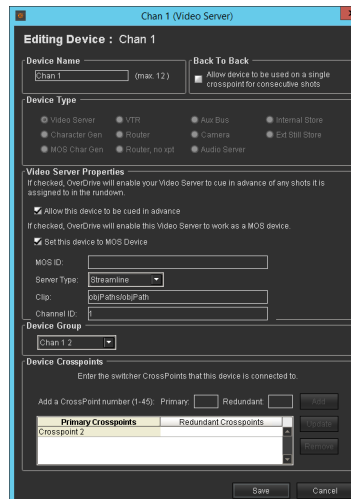 Chan 1 (Video Server)
Editing Device : Chan 1
Device Name
Chan 1 (max. 12 )
Back To Back
Allow device to be used on a single
crosspoint for consecutive shots
Device Type
Video Server VTR Aux Bus Internal Store
Character Gen Router Camera Ext Still Store
MOS Char Gen Router, no xpt Audio Server
Video Server Properties
If checked, OverDrive will enable your Video Server to cue in advance of any shots it is
assigned to in the rundown.
Allow this device to be cued in advance
If checked, OverDrive will enable this Video Server to work as a MOS device.
Set this device to MOS Device
MOS ID:
Server Type: Streamline
Clip: objPaths/objPath
Channel ID: 1
Device Group
Chan 1 2
Device Crosspoints
Enter the switcher CrossPoints that this device is connected to.
Add a CrossPoint number (1-45): Primary: Redundant: Add
Primary Crosspoints Redundant Crosspoints Update
Crosspoint 2
Remove
Save Cancel